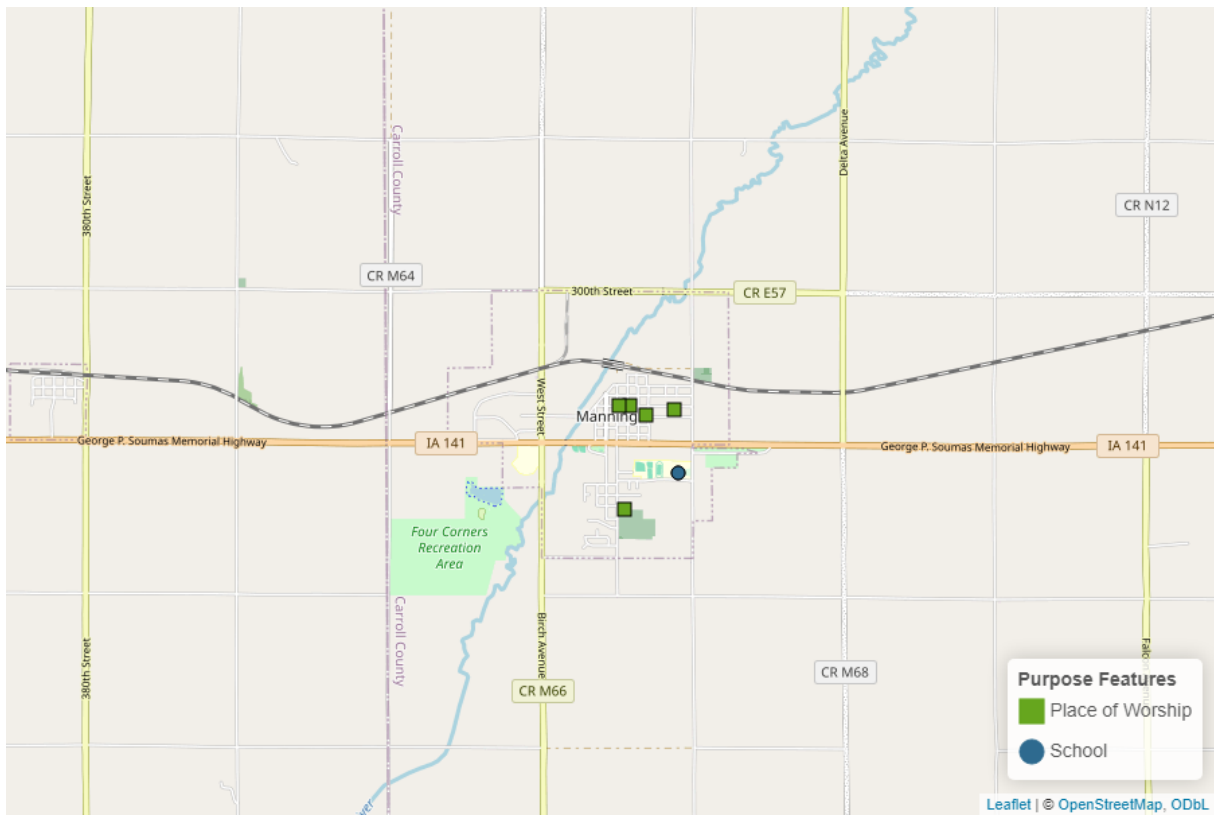 380th Street
Carroll County
Delta Avenue
CR N12
CR M64
300th Street
CR E57
West Street
Manning
George P. Soumas Memorial Highway
IA 141
George P. Soumas Memorial Highway
IA 141
Four Corners
Recreation
Area
380th Street
Carroll County
Birch Avenue
CR M66
CR M68
Purpose Features
Place of Worship
School
Leaflet | © OpenStreetMap, ODbL